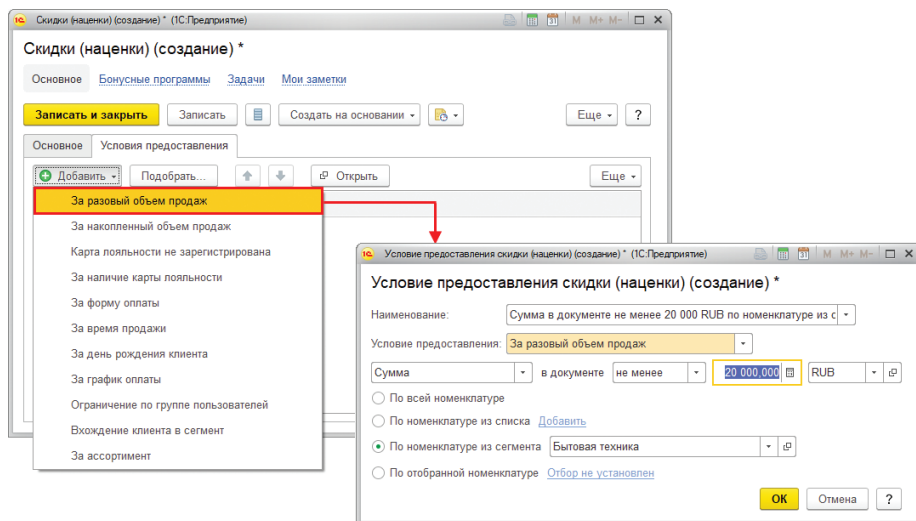 Скидки (наценки) (создание) * (1С:Предприятие)
M M+ M-
Скидки (наценки) (создание) *
Основное Бонусные программы Задачи Мои заметки
Записать и закрыть Записать Создать на основании Еще ?
Основное Условия предоставления
Добавить Подобрать... Открыть Еще
За разовый объем продаж
За накопленный объем продаж
Карта лояльности не зарегистрирована
За наличие карты лояльности
За форму оплаты
За время продажи
За день рождения клиента
За график оплаты
Ограничение по группе пользователей
Вхождение клиента в сегмент
За ассортимент
Условие предоставления скидки (наценки) (создание) * (1С:Предприятие)
M M+ M-
Условие предоставления скидки (наценки) (создание) *
Наименование: Сумма в документе не менее 20 000 RUB по номенклатуре из с
Условие предоставления: За разовый объем продаж
Сумма в документе не менее 20 000,000 RUB
По всей номенклатуре
По номенклатуре из списка Добавить
По номенклатуре из сегмента Бытовая техника
По отобранной номенклатуре Отбор не установлен
ОК Отмена ?